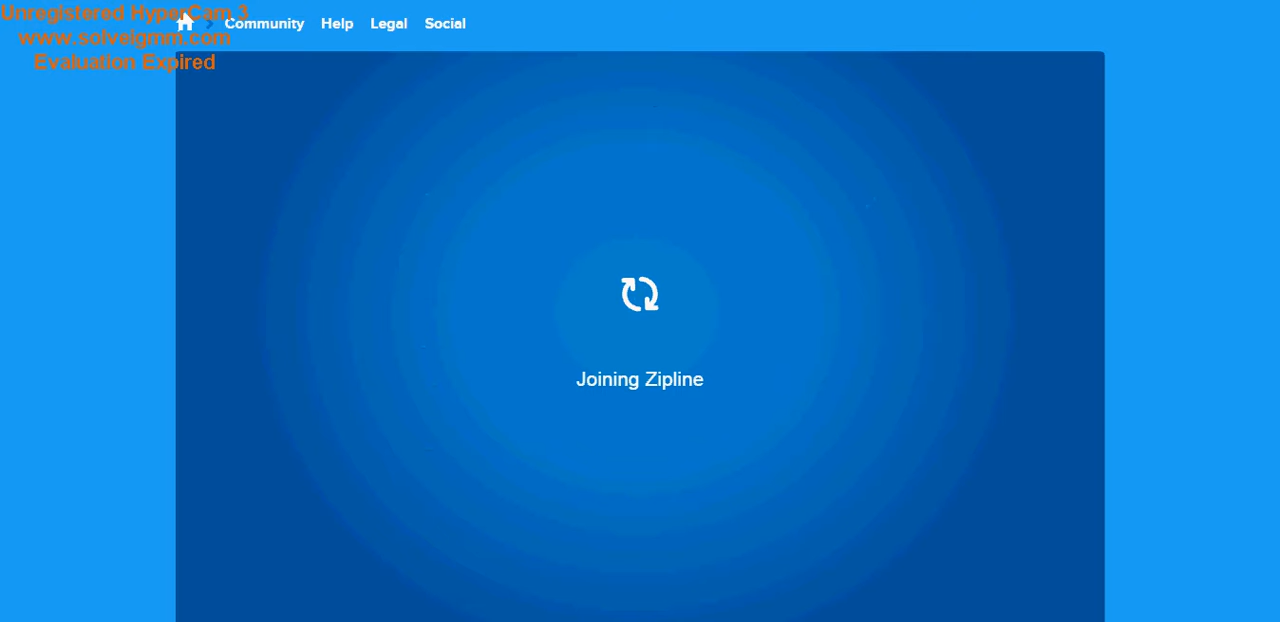 Unregistered HyperCam 3
www.solveigmm.com
Evaluation Expired
Community Help Legal Social
Joining Zipline